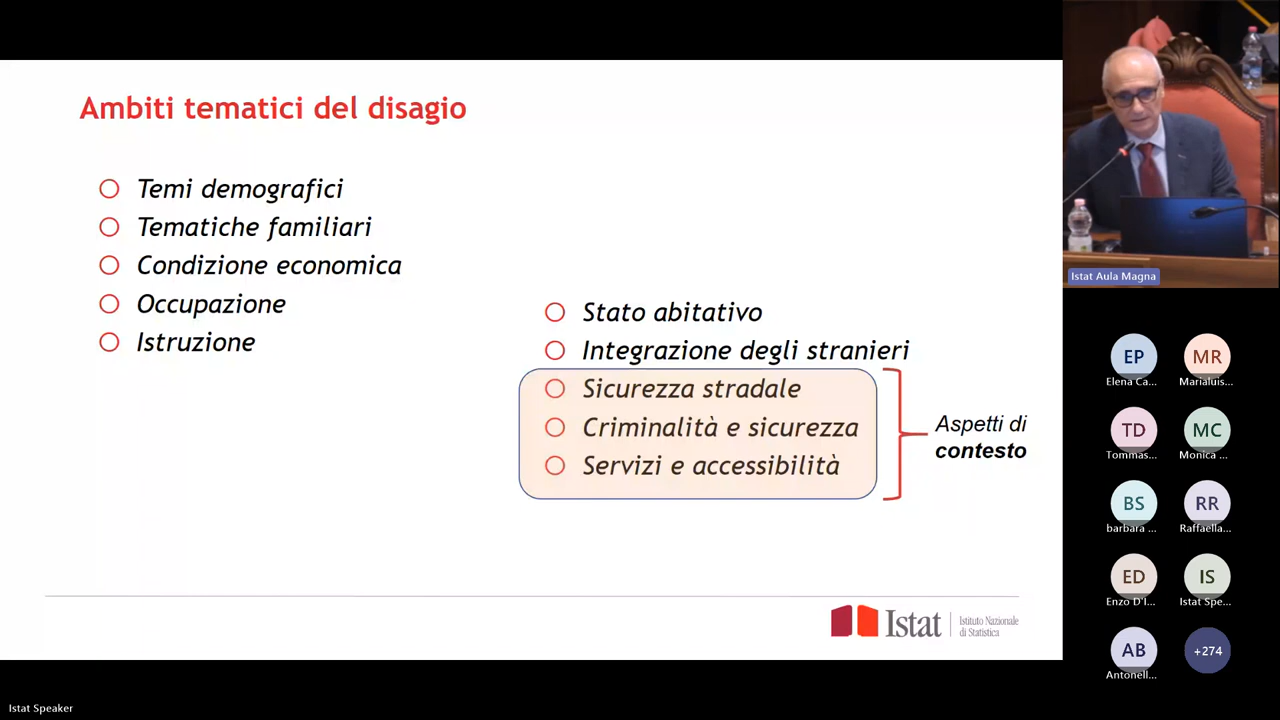 Ambiti tematici del disagio
Temi demografici
Tematiche familiari
Condizione economica
Occupazione
Istruzione
Stato abitativo
Integrazione degli stranieri
Sicurezza stradale
Criminalità e sicurezza
Servizi e accessibilità
Aspetti di
contesto
Istat
Istituto Nazionale
di Statistica
Istat Aula Magna
EP
Elena Ca...
MR
Marialuis...
TD
Tommas...
MC
Monica ...
BS
barbara ...
RR
Raffaella...
ED
Enzo D'I...
IS
Istat Spe...
AB
Antonell...
+274
Istat Speaker